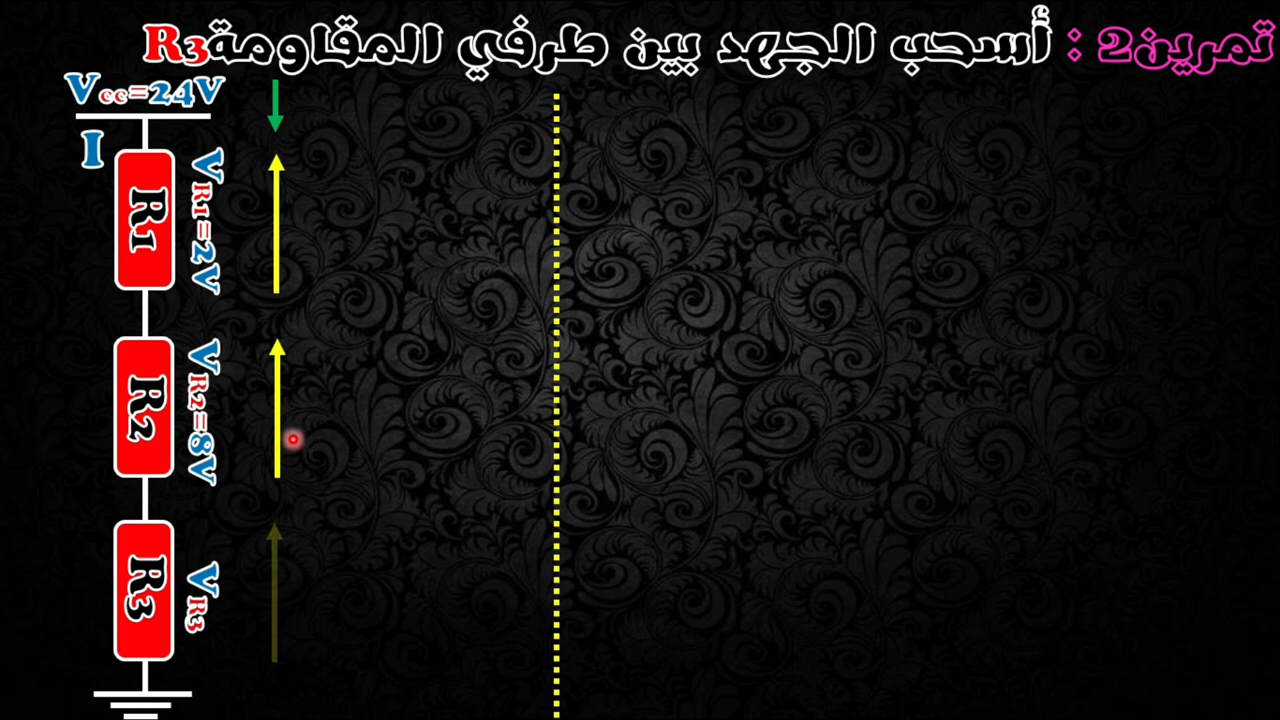 تمرين2 : أسحب الجهد بين طرفي المقاومةR3
Vcc=24V
I
R1
VR1=2V
R2
VR2=8V
R3
VR3